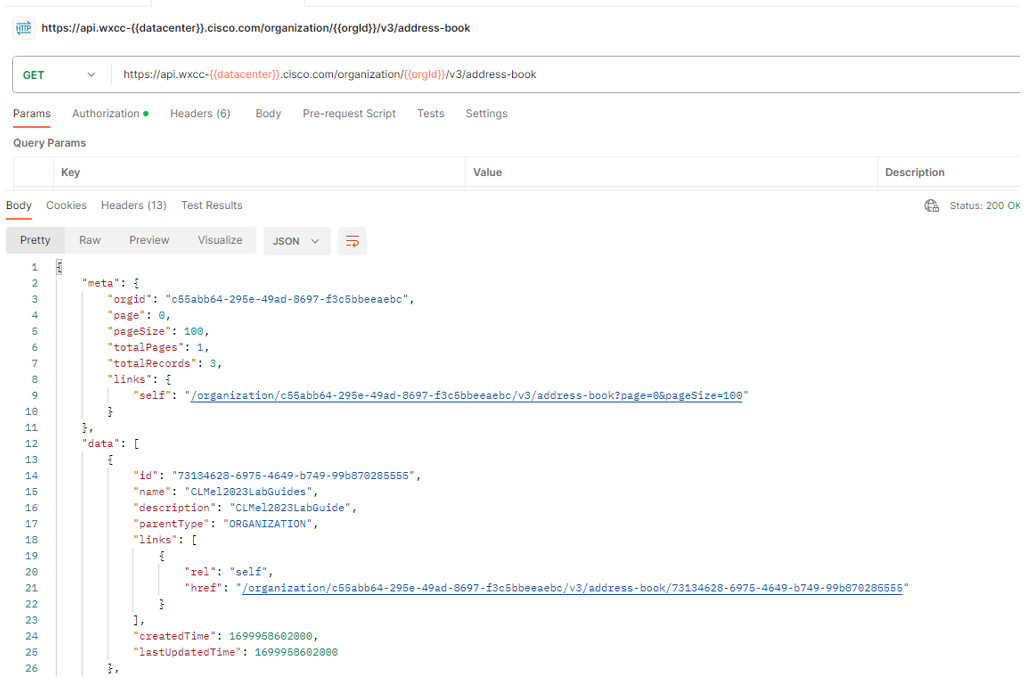 HTTP https://api.wxcc-{{datacenter}}.cisco.com/organization/{{orgId}}/v3/address-book
GET https://api.wxcc-{{datacenter}}.cisco.com/organization/{{orgId}}/v3/address-book
Params Authorization Headers (6) Body Pre-request Script Tests Settings
Query Params
Key Value Description
Body Cookies Headers (13) Test Results Status: 200 OK
Pretty Raw Preview Visualize JSON
1 {
2 "meta": {
3 "orgid": "c55abb64-295e-49ad-8697-f3c5bbeeaebc",
4 "page": 0,
5 "pageSize": 100,
6 "totalPages": 1,
7 "totalRecords": 3,
8 "links": {
9 "self": "/organization/c55abb64-295e-49ad-8697-f3c5bbeeaebc/v3/address-book?page=0&pageSize=100"
10 }
11 },
12 "data": [
13 {
14 "id": "73134628-6975-4649-b749-99b870285555",
15 "name": "CLMel2023LabGuides",
16 "description": "CLMel2023LabGuide",
17 "parentType": "ORGANIZATION",
18 "links": [
19 {
20 "rel": "self",
21 "href": "/organization/c55abb64-295e-49ad-8697-f3c5bbeeaebc/v3/address-book/73134628-6975-4649-b749-99b870285555"
22 }
23 ],
24 "createdTime": 1699958602000,
25 "lastUpdatedTime": 1699958602000
26 },